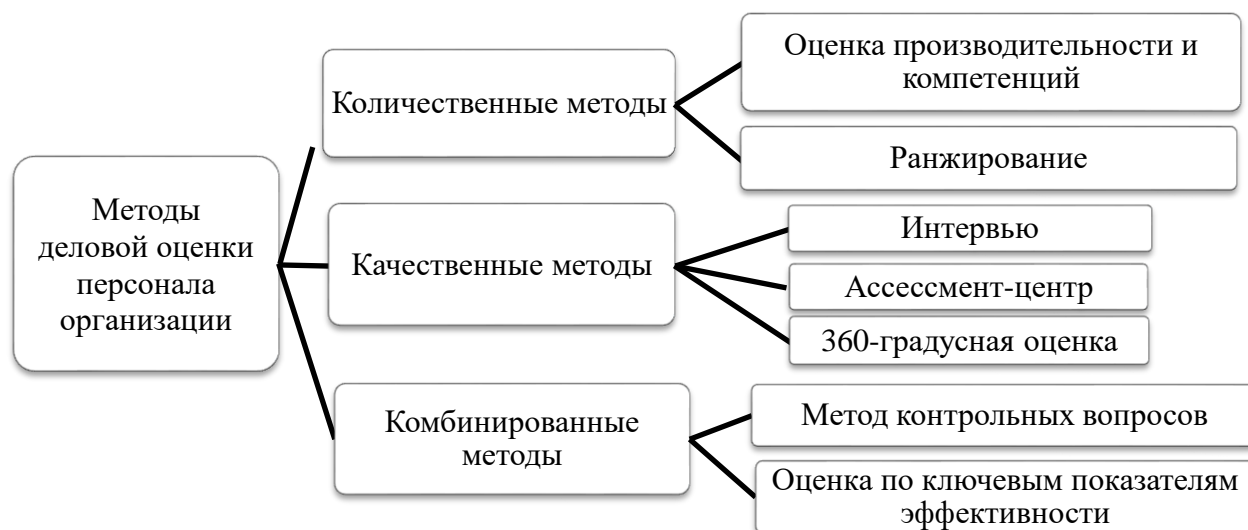 Методы
деловой оценки
персонала
организации
Количественные методы
Оценка производительности и
компетенций
Ранжирование
Качественные методы
Интервью
Ассессмент-центр
360-градусная оценка
Комбинированные
методы
Метод контрольных вопросов
Оценка по ключевым показателям
эффективности